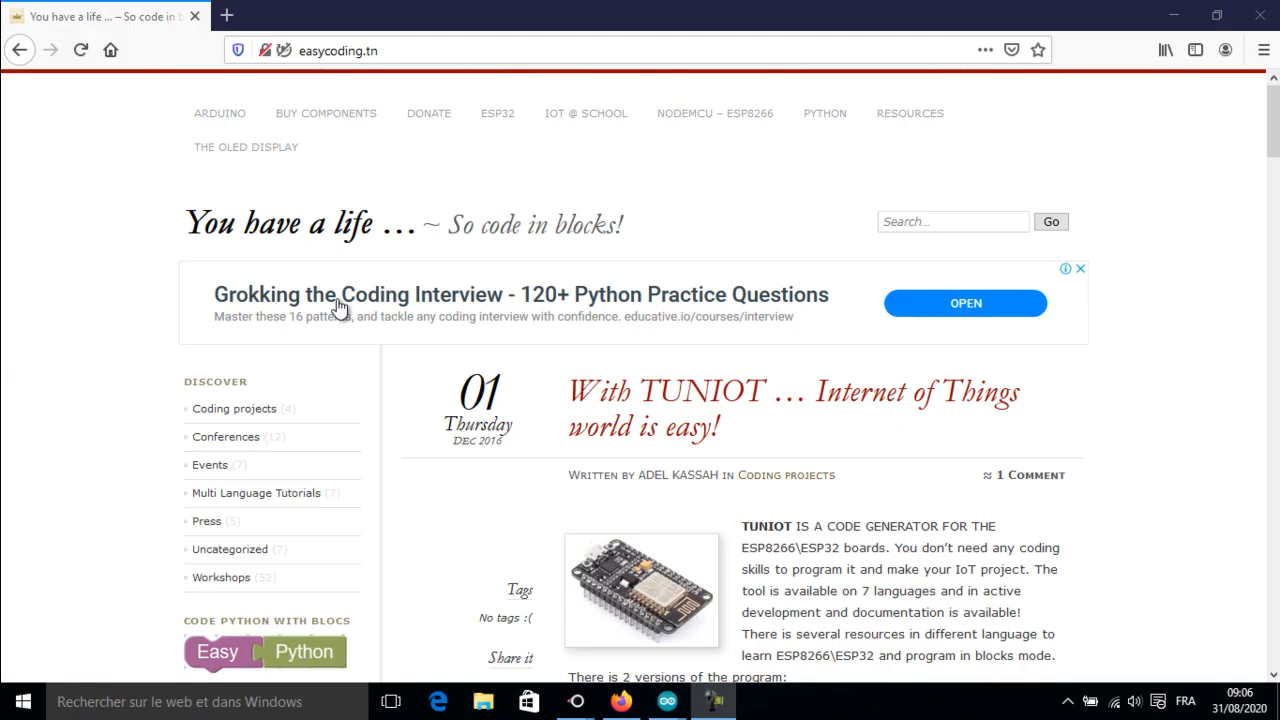 You have a life ... – So code in b
easycoding.tn
ARDUINO BUY COMPONENTS DONATE ESP32 IOT @ SCHOOL NODEMCU – ESP8266 PYTHON RESOURCES
THE OLED DISPLAY
You have a life ... ~ So code in blocks!
Search... Go
Grokking the Coding Interview - 120+ Python Practice Questions
Master these 16 patterns, and tackle any coding interview with confidence. educative.io/courses/interview
OPEN
DISCOVER
Coding projects (4)
Conferences (12)
Events (7)
Multi Language Tutorials (7)
Press (5)
Uncategorized (7)
Workshops (52)
CODE PYTHON WITH BLOCS
Easy Python
01
Thursday
DEC 2016
With TUNIOT ... Internet of Things
world is easy!
WRITTEN BY ADEL KASSAH IN CODING PROJECTS
≈ 1 COMMENT
Tags
No tags :(
Share it
TUNIOT IS A CODE GENERATOR FOR THE
ESP8266\ESP32 boards. You don't need any coding
skills to program it and make your IoT project. The
tool is available on 7 languages and in active
development and documentation is available!
There is several resources in different language to
learn ESP8266\ESP32 and program in blocks mode.
There is 2 versions of the program:
Rechercher sur le web et dans Windows
FRA
09:06
31/08/2020